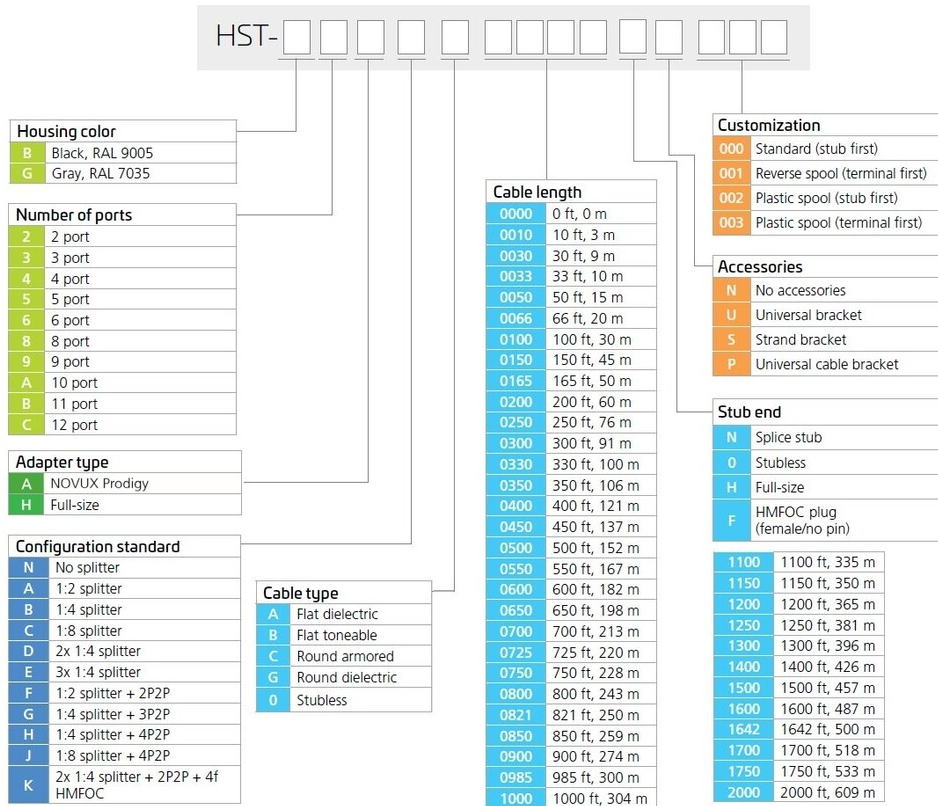 HST-
Housing color
B Black, RAL 9005
G Gray, RAL 7035
Number of ports
2 2 port
3 3 port
4 4 port
5 5 port
6 6 port
8 8 port
9 9 port
A 10 port
B 11 port
C 12 port
Adapter type
A NOVUX Prodigy
H Full-size
Configuration standard
N No splitter
A 1:2 splitter
B 1:4 splitter
C 1:8 splitter
D 2x 1:4 splitter
E 3x 1:4 splitter
F 1:2 splitter + 2P2P
G 1:4 splitter + 3P2P
H 1:4 splitter + 4P2P
J 1:8 splitter + 4P2P
K 2x 1:4 splitter + 2P2P + 4f
HMFOC
Cable type
A Flat dielectric
B Flat toneable
C Round armored
G Round dielectric
0 Stubless
Cable length
0000 0 ft, 0 m
0010 10 ft, 3 m
0030 30 ft, 9 m
0033 33 ft, 10 m
0050 50 ft, 15 m
0066 66 ft, 20 m
0100 100 ft, 30 m
0150 150 ft, 45 m
0165 165 ft, 50 m
0200 200 ft, 60 m
0250 250 ft, 76 m
0300 300 ft, 91 m
0330 330 ft, 100 m
0350 350 ft, 106 m
0400 400 ft, 121 m
0450 450 ft, 137 m
0500 500 ft, 152 m
0550 550 ft, 167 m
0600 600 ft, 182 m
0650 650 ft, 198 m
0700 700 ft, 213 m
0725 725 ft, 220 m
0750 750 ft, 228 m
0800 800 ft, 243 m
0821 821 ft, 250 m
0850 850 ft, 259 m
0900 900 ft, 274 m
0985 985 ft, 300 m
1000 1000 ft, 304 m
1100 1100 ft, 335 m
1150 1150 ft, 350 m
1200 1200 ft, 365 m
1250 1250 ft, 381 m
1300 1300 ft, 396 m
1400 1400 ft, 426 m
1500 1500 ft, 457 m
1600 1600 ft, 487 m
1642 1642 ft, 500 m
1700 1700 ft, 518 m
1750 1750 ft, 533 m
2000 2000 ft, 609 m
Stub end
N Splice stub
0 Stubless
H Full-size
F HMFOC plug
(female/no pin)
Accessories
N No accessories
U Universal bracket
S Strand bracket
P Universal cable bracket
Customization
000 Standard (stub first)
001 Reverse spool (terminal first)
002 Plastic spool (stub first)
003 Plastic spool (terminal first)